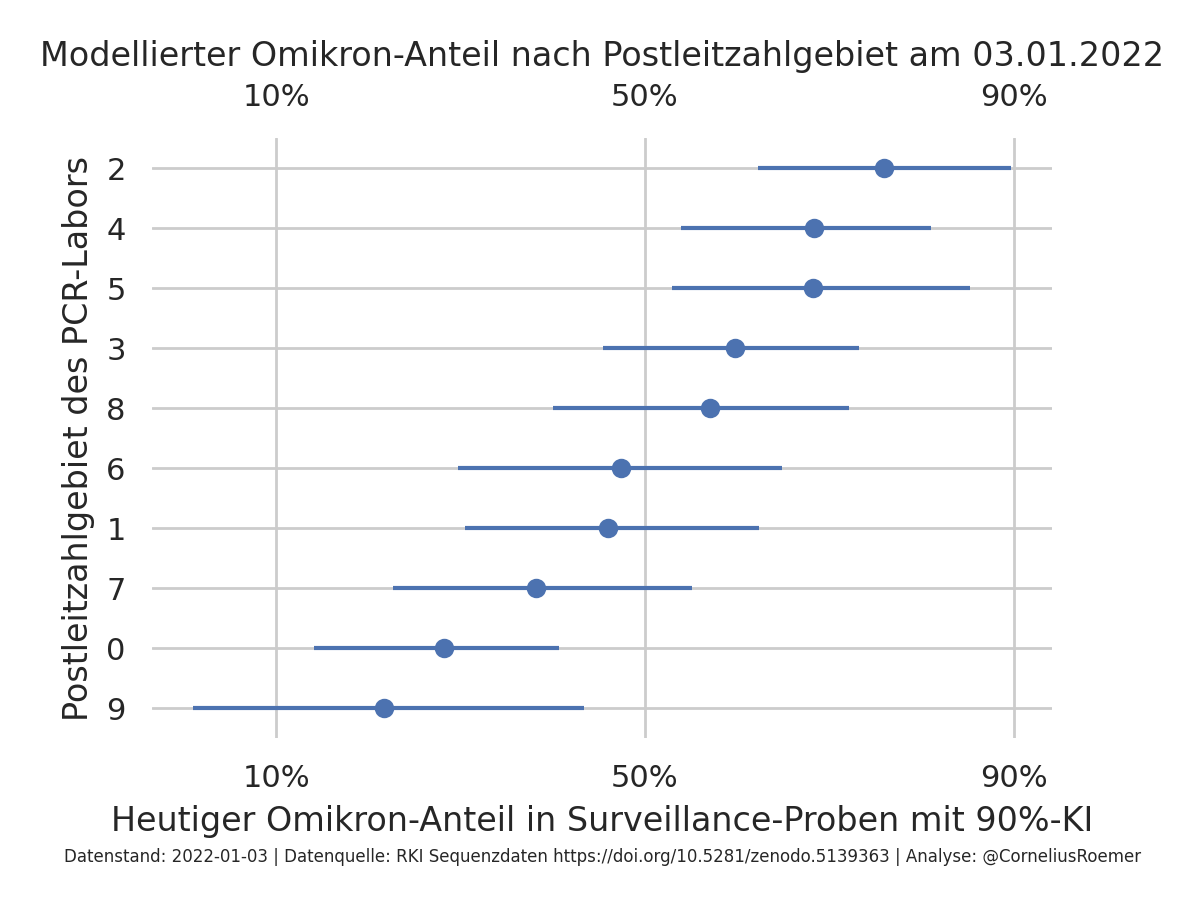 Modellierter Omikron-Anteil nach Postleitzahlgebiet am 03.01.2022
10% 50% 90%
Postleitzahlgebiet des PCR-Labors
2
4
5
3
8
6
1
7
0
9
10% 50% 90%
Heutiger Omikron-Anteil in Surveillance-Proben mit 90%-KI
Datenstand: 2022-01-03 | Datenquelle: RKI Sequenzdaten https://doi.org/10.5281/zenodo.5139363 | Analyse: @CorneliusRoemer